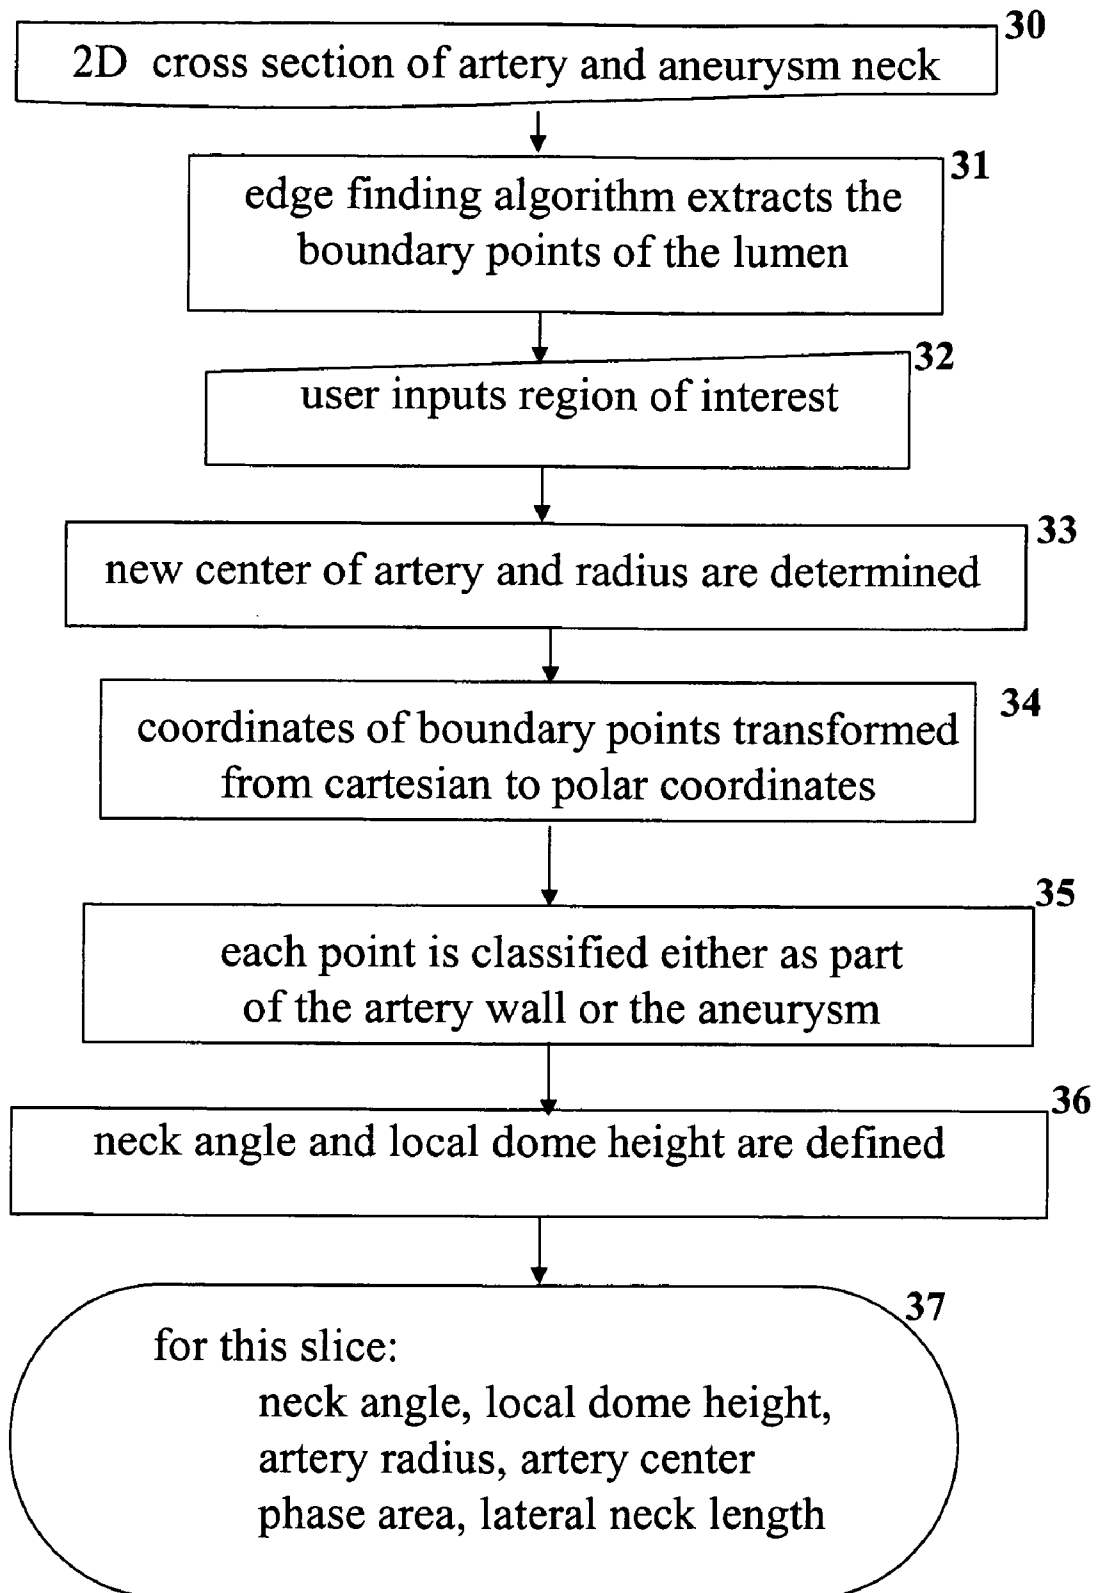 30
2D cross section of artery and aneurysm neck
31
edge finding algorithm extracts the
boundary points of the lumen
32
user inputs region of interest
33
new center of artery and radius are determined
34
coordinates of boundary points transformed
from cartesian to polar coordinates
35
each point is classified either as part
of the artery wall or the aneurysm
36
neck angle and local dome height are defined
37
for this slice:
neck angle, local dome height,
artery radius, artery center
phase area, lateral neck length